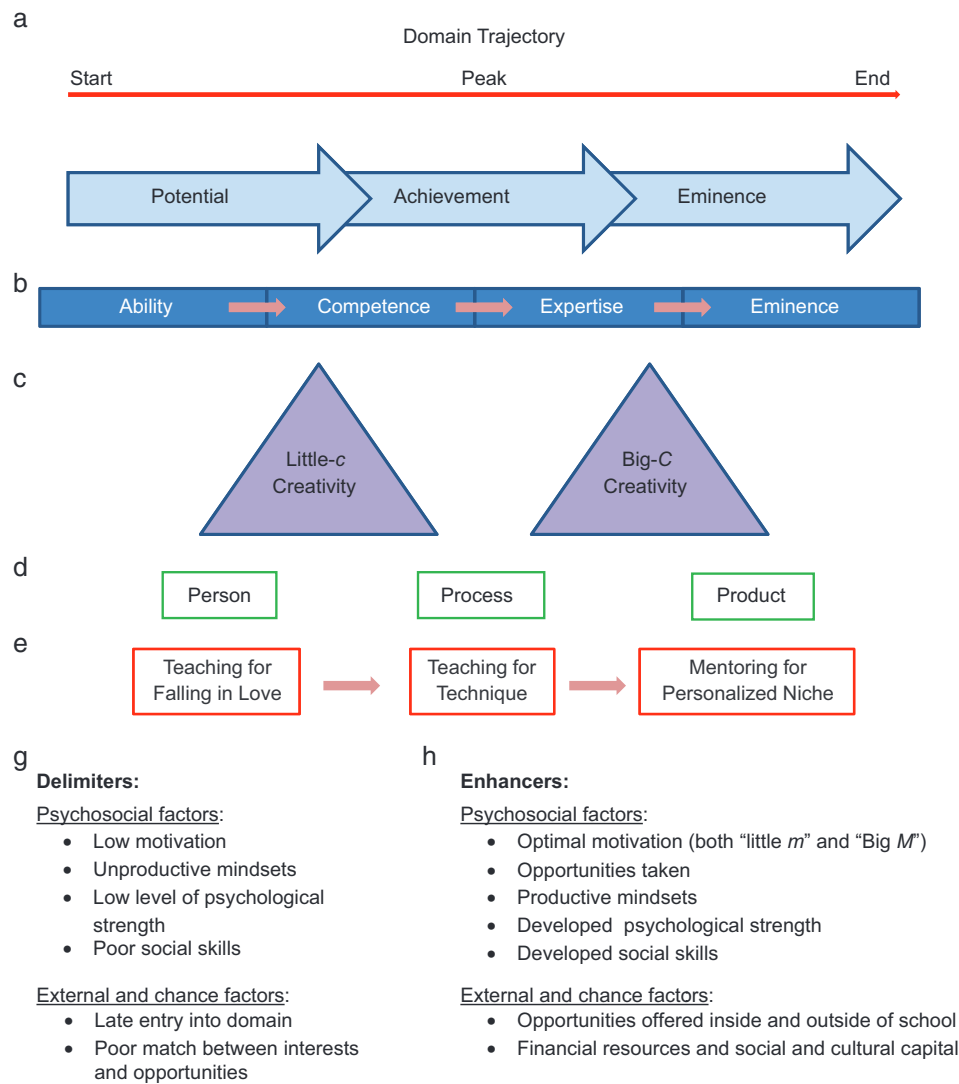 a
Domain Trajectory
Start Peak End
Potential Achievement Eminence
b
Ability Competence Expertise Eminence
c
Little-c
Creativity
Big-C
Creativity
d
Person Process Product
e
Teaching for
Falling in Love
Teaching for
Technique
Mentoring for
Personalized Niche
g
Delimiters:
Psychosocial factors:
• Low motivation
• Unproductive mindsets
• Low level of psychological
strength
• Poor social skills
External and chance factors:
• Late entry into domain
• Poor match between interests
and opportunities
h
Enhancers:
Psychosocial factors:
• Optimal motivation (both “little m” and “Big M”)
• Opportunities taken
• Productive mindsets
• Developed psychological strength
• Developed social skills
External and chance factors:
• Opportunities offered inside and outside of school
• Financial resources and social and cultural capital